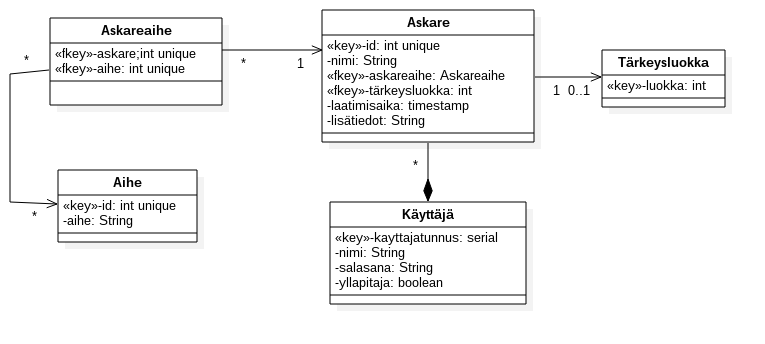 Askareaihe
«fkey»-askare;int unique
«fkey»-aihe: int unique
*
*
*
1
Askare
«key»-id: int unique
-nimi: String
«fkey»-askareaihe: Askareaihe
«fkey»-tärkeysluokka: int
-laatimisaika: timestamp
-lisätiedot: String
1 0..1
Tärkeysluokka
«key»-luokka: int
Aihe
«key»-id: int unique
-aihe: String
*
Käyttäjä
«key»-kayttajatunnus: serial
-nimi: String
-salasana: String
-yllapitaja: boolean